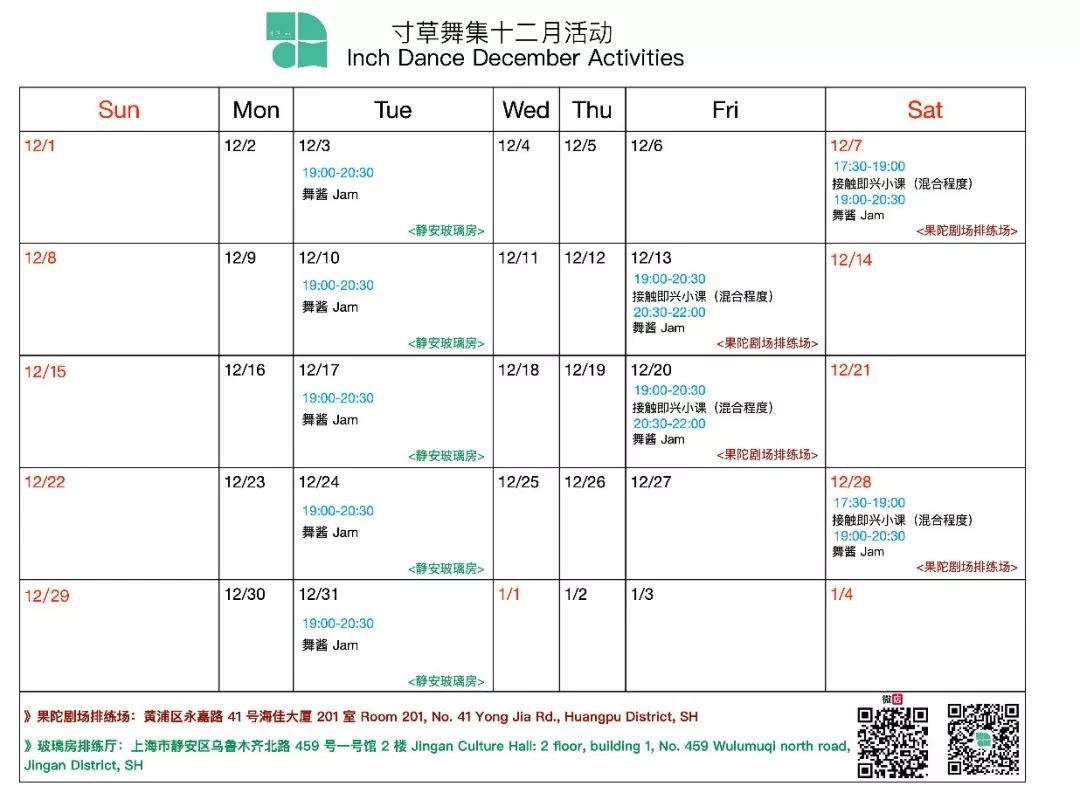 寸草舞集十二月活动
Inch Dance December Activities
Sun Mon Tue Wed Thu Fri Sat
12/1 12/2 12/3 12/4 12/5 12/6 12/7
19:00-20:30
舞酱 Jam
<静安玻璃房>
17:30-19:00
接触即兴小课（混合程度）
19:00-20:30
舞酱 Jam
<果陀剧场排练场>
12/8 12/9 12/10 12/11 12/12 12/13 12/14
19:00-20:30
舞酱 Jam
<静安玻璃房>
19:00-20:30
接触即兴小课（混合程度）
20:30-22:00
舞酱 Jam
<果陀剧场排练场>
12/15 12/16 12/17 12/18 12/19 12/20 12/21
19:00-20:30
舞酱 Jam
<静安玻璃房>
19:00-20:30
接触即兴小课（混合程度）
20:30-22:00
舞酱 Jam
<果陀剧场排练场>
12/22 12/23 12/24 12/25 12/26 12/27 12/28
19:00-20:30
舞酱 Jam
<静安玻璃房>
17:30-19:00
接触即兴小课（混合程度）
19:00-20:30
舞酱 Jam
<果陀剧场排练场>
12/29 12/30 12/31 1/1 1/2 1/3 1/4
19:00-20:30
舞酱 Jam
<静安玻璃房>
微店
》果陀剧场排练场：黄浦区永嘉路 41 号海佳大厦 201 室 Room 201, No. 41 Yong Jia Rd., Huangpu District, SH
》玻璃房排练厅：上海市静安区乌鲁木齐北路 459 号一号馆 2 楼 Jingan Culture Hall: 2 floor, building 1, No. 459 Wulumuqi north road,
Jingan District, SH